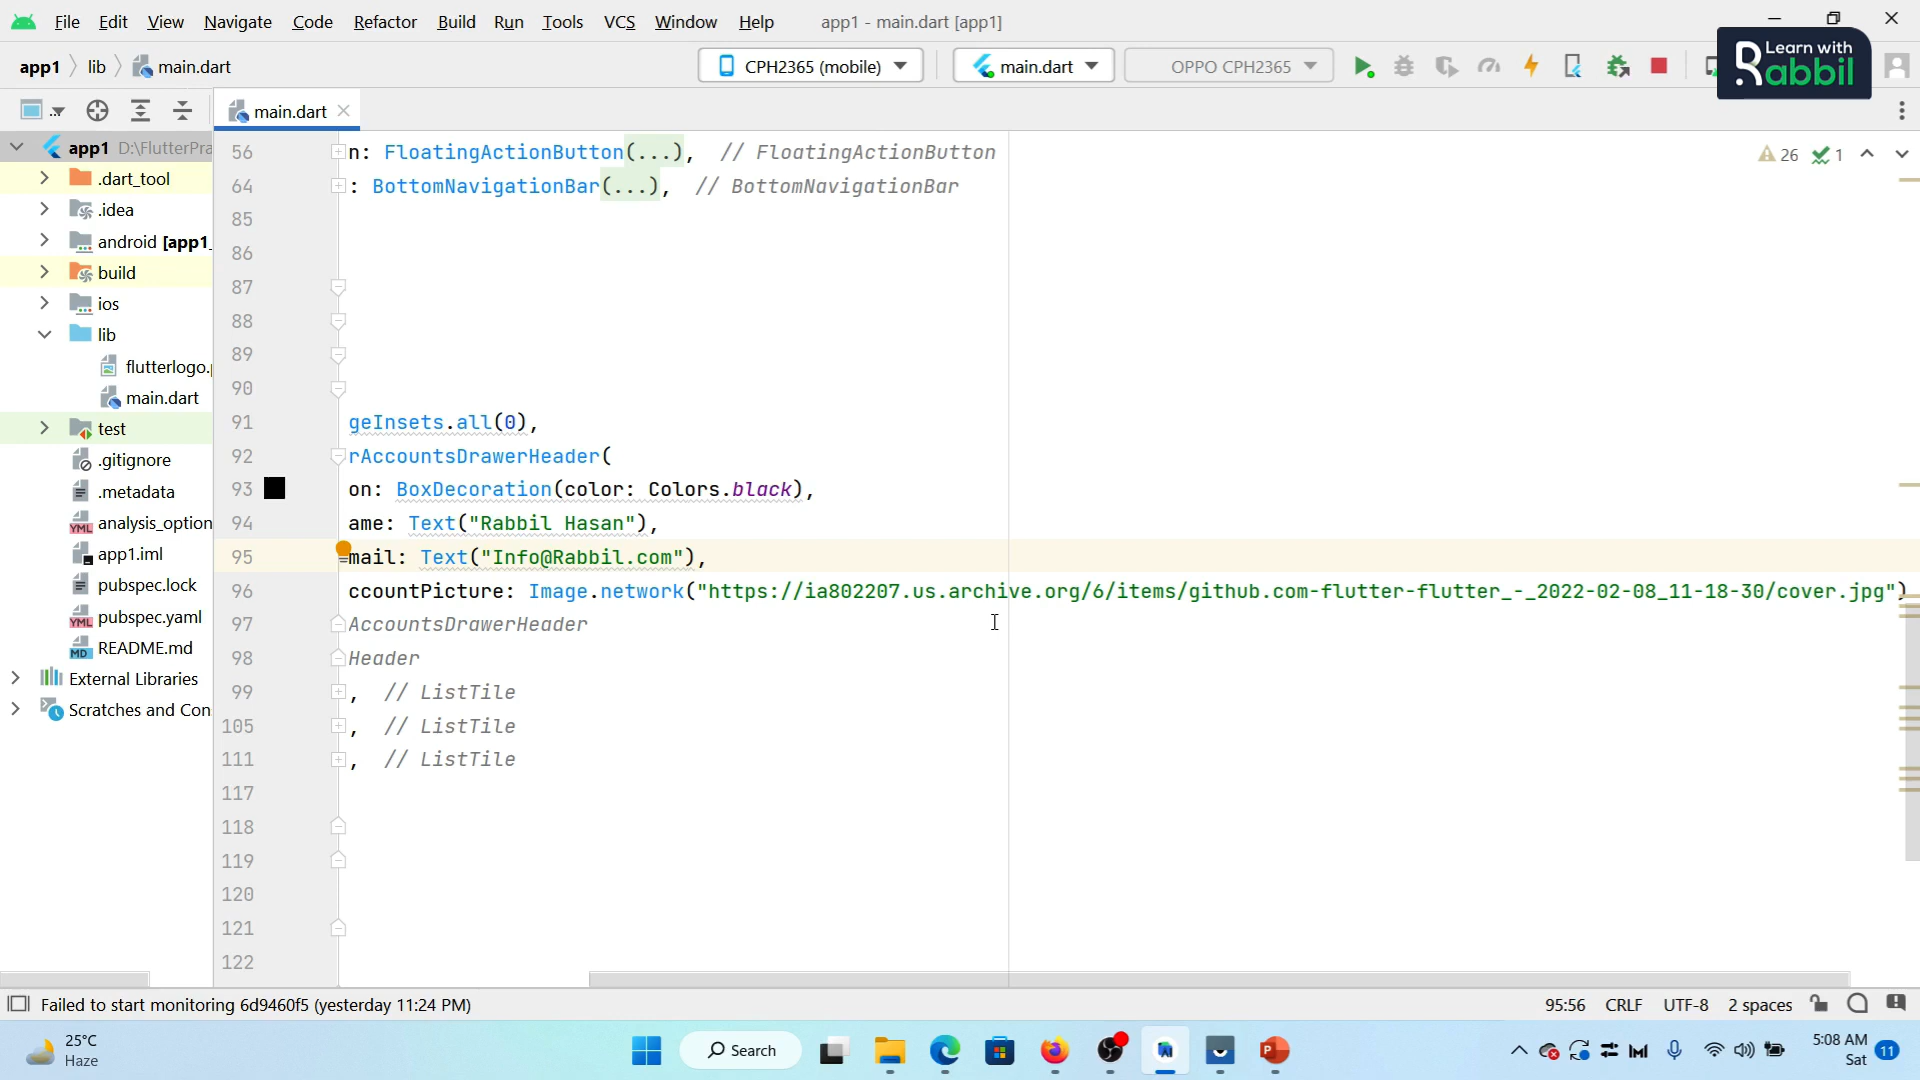 File Edit View Navigate Code Refactor Build Run Tools VCS Window Help app1 - main.dart [app1]
app1 lib main.dart CPH2365 (mobile) main.dart OPPO CPH2365
Learn with
Rabbil
main.dart
app1 D:\FlutterPra
.dart_tool
.idea
android [app1_
build
ios
lib
flutterlogo.p
main.dart
test
.gitignore
.metadata
analysis_option
app1.iml
pubspec.lock
pubspec.yaml
README.md
External Libraries
Scratches and Con
26 1
56 n: FloatingActionButton(...), // FloatingActionButton
64 : BottomNavigationBar(...), // BottomNavigationBar
85
86
87
88
89
90
91 geInsets.all(0),
92 rAccountsDrawerHeader(
93 on: BoxDecoration(color: Colors.black),
94 ame: Text("Rabbil Hasan"),
95 mail: Text("Info@Rabbil.com"),
96 ccountPicture: Image.network("https://ia802207.us.archive.org/6/items/github.com-flutter-flutter_-_2022-02-08_11-18-30/cover.jpg")
97 AccountsDrawerHeader
98 Header
99 , // ListTile
105 , // ListTile
111 , // ListTile
117
118
119
120
121
122
Failed to start monitoring 6d9460f5 (yesterday 11:24 PM) 95:56 CRLF UTF-8 2 spaces
25°C
Haze
Search
5:08 AM
Sat
11